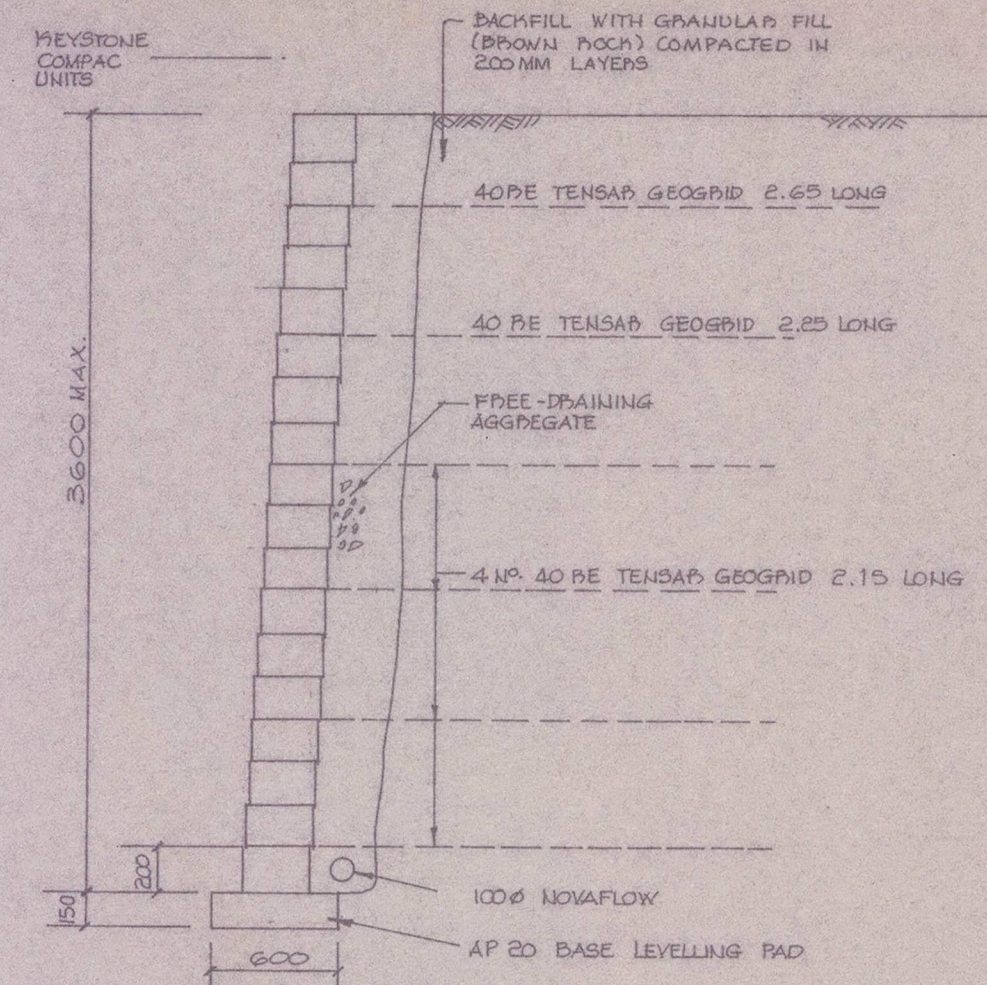 KEYSTONE
COMPAC
UNITS
BACKFILL WITH GRANULAR FILL
(BROWN ROCK) COMPACTED IN
200MM LAYERS
40RE TENSAR GEOGRID 2.65 LONG
40 RE TENSAR GEOGRID 2.25 LONG
3600 MAX.
FREE-DRAINING
AGGREGATE
4 Nº. 40 RE TENSAR GEOGRID 2.15 LONG
200
100Ø NOVAFLOW
150
AP 20 BASE LEVELLING PAD
600